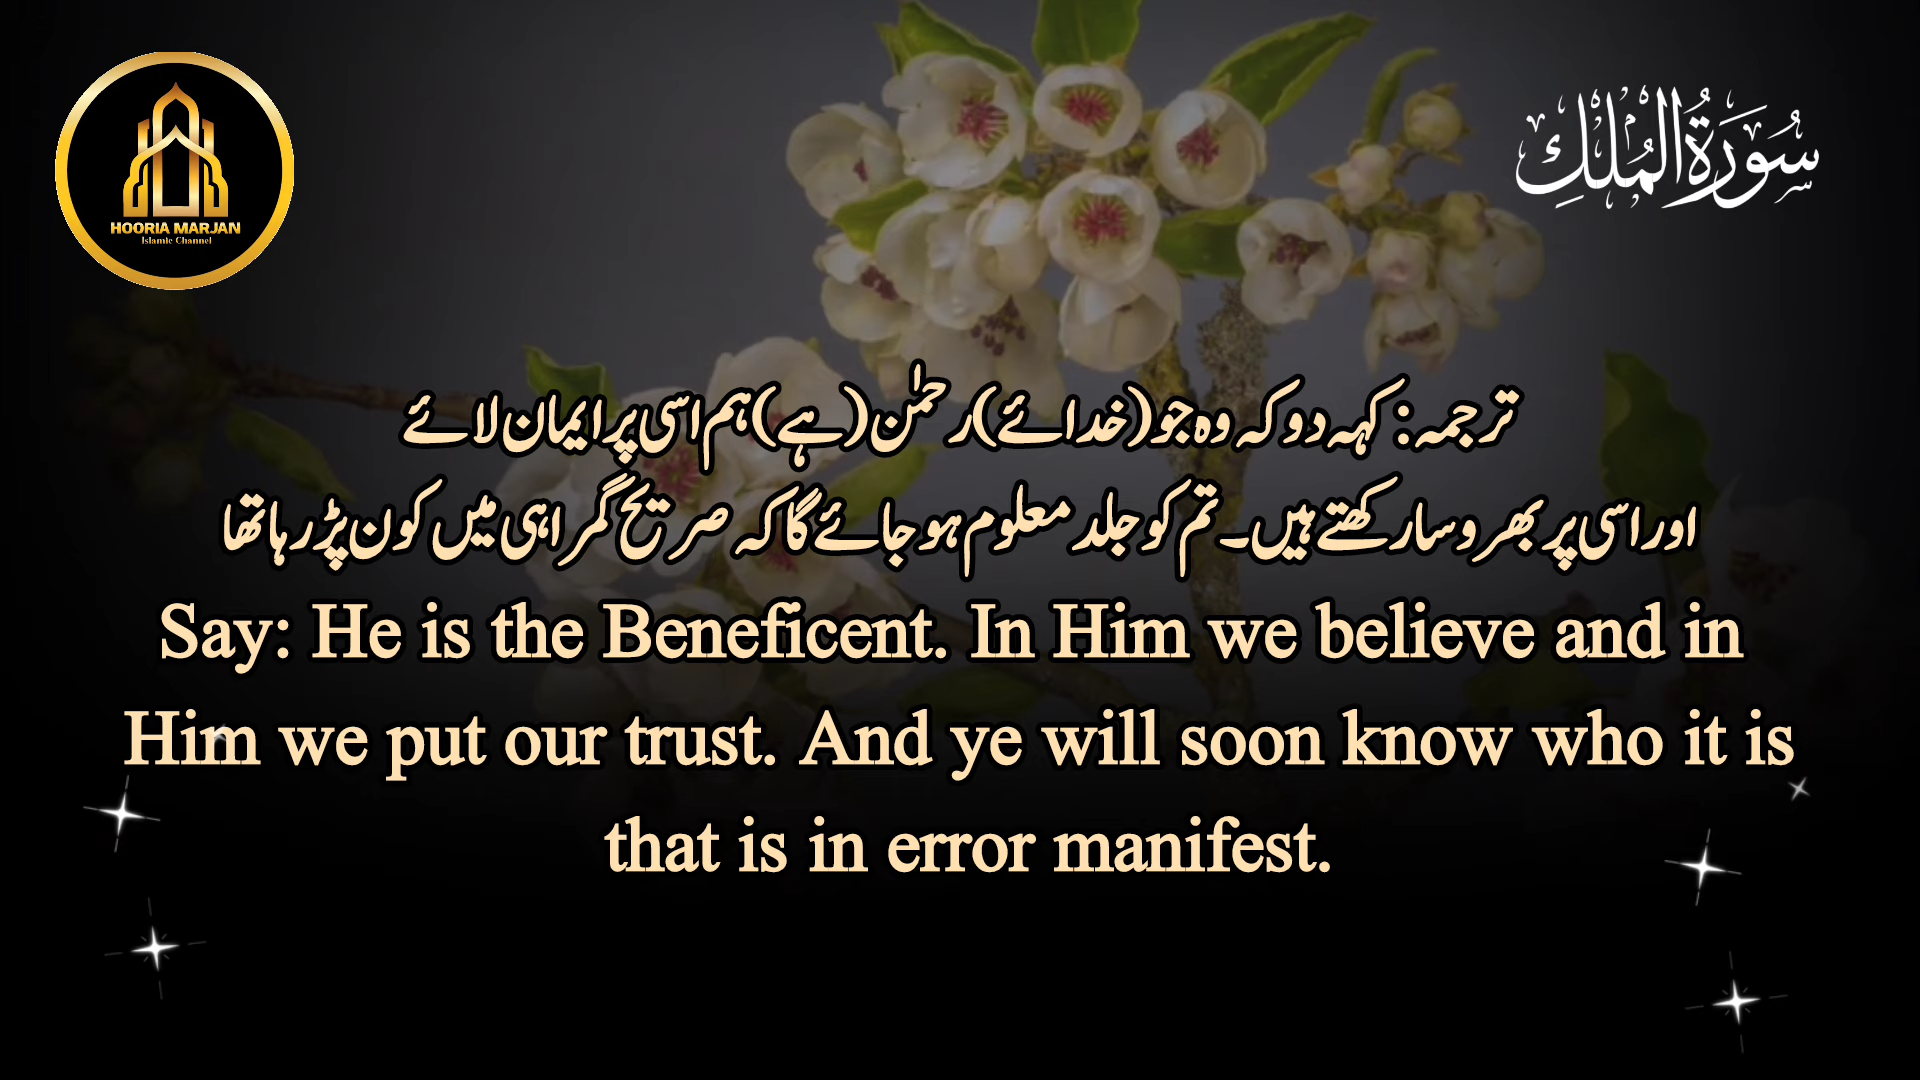 HOORIA MARJAN
Islamic Channel
سُورَةُ الْمُلْكِ
ترجمہ: کہہ دو کہ وہ جو (خدائے) رحمٰن (ہے) ہم اسی پر ایمان لائے
اور اسی پر بھروسا رکھتے ہیں۔ تم کو جلد معلوم ہوجائے گا کہ صریح گمراہی میں کون پڑ رہا تھا
Say: He is the Beneficent. In Him we believe and in
Him we put our trust. And ye will soon know who it is
that is in error manifest.